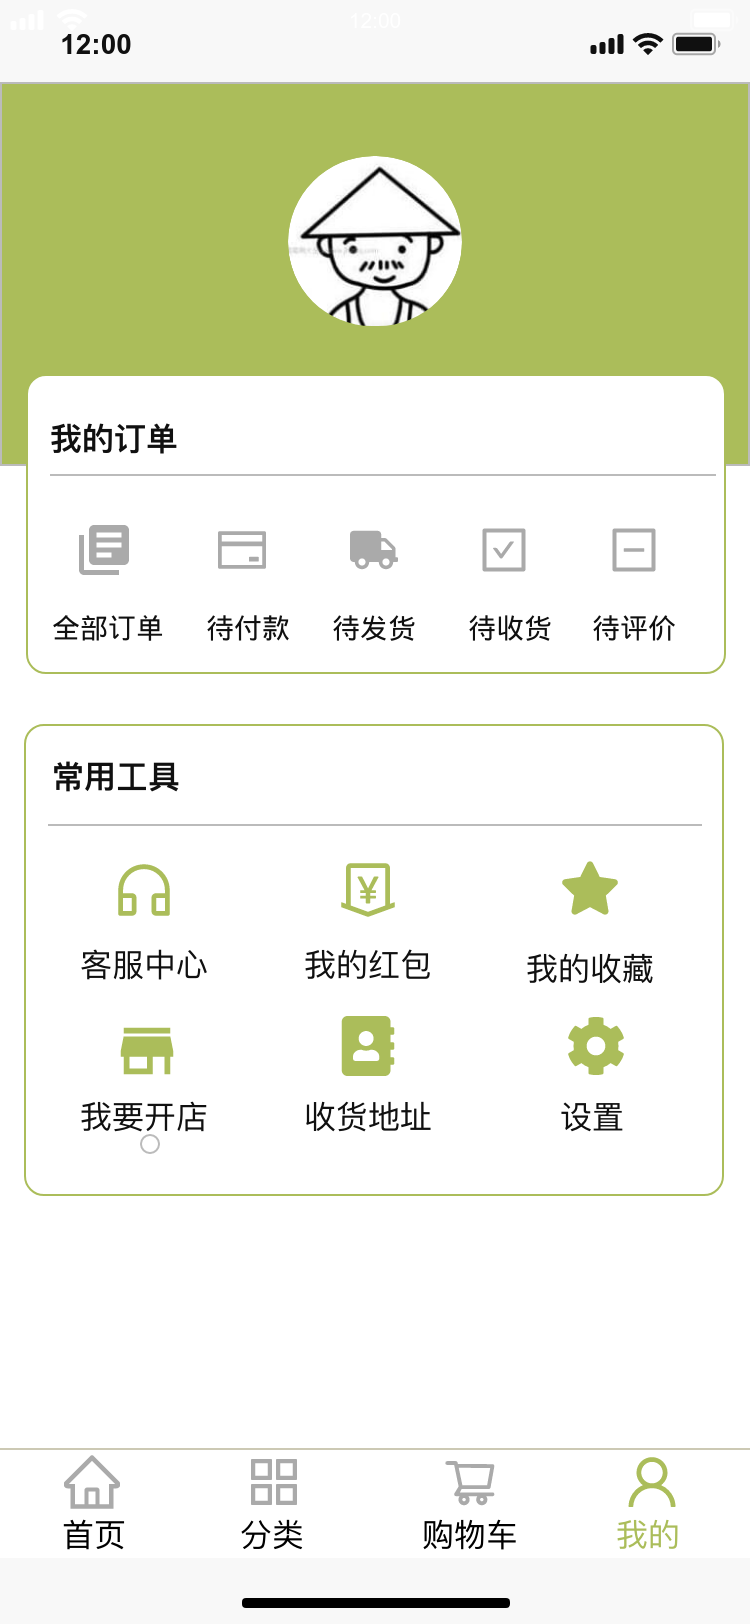 12:00
12:00
我的订单
全部订单 待付款 待发货 待收货 待评价
常用工具
客服中心 我的红包 我的收藏
我要开店 收货地址 设置
首页 分类 购物车 我的